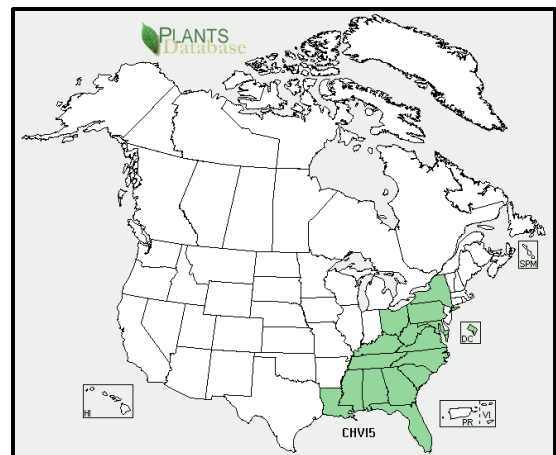 PLANTS
Database
SPM
DC
HI
PR
VI
CHVI5